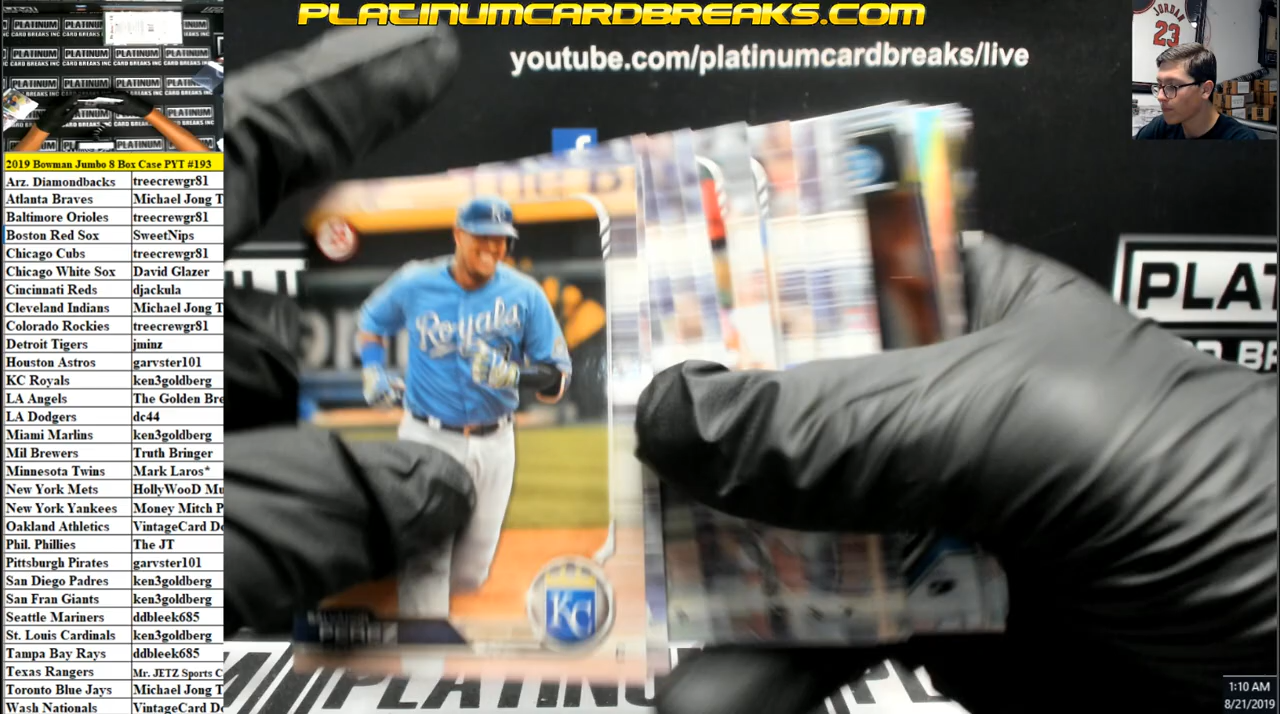 PLATINUMCARDBREAKS.COM
youtube.com/platinumcardbreaks/live
JORDAN
23
2019 Bowman Jumbo 8 Box Case PYT #193
Arz. Diamondbacks treecrewgr81
Atlanta Braves Michael Jong T
Baltimore Orioles treecrewgr81
Boston Red Sox SweetNips
Chicago Cubs treecrewgr81
Chicago White Sox David Glazer
Cincinnati Reds djackula
Cleveland Indians Michael Jong T
Colorado Rockies treecrewgr81
Detroit Tigers jminz
Houston Astros garvster101
KC Royals ken3goldberg
LA Angels The Golden Bre
LA Dodgers dc44
Miami Marlins ken3goldberg
Mil Brewers Truth Bringer
Minnesota Twins Mark Laros*
New York Mets HollyWooD Mu
New York Yankees Money Mitch P
Oakland Athletics VintageCard Do
Phil. Phillies The JT
Pittsburgh Pirates garvster101
San Diego Padres ken3goldberg
San Fran Giants ken3goldberg
Seattle Mariners ddbleek685
St. Louis Cardinals ken3goldberg
Tampa Bay Rays ddbleek685
Texas Rangers Mr. JETZ Sports C
Toronto Blue Jays Michael Jong T
Wash Nationals VintageCard Do
Royals
KC
PLAT
D BR
PLATINU
1:10 AM
8/21/2019